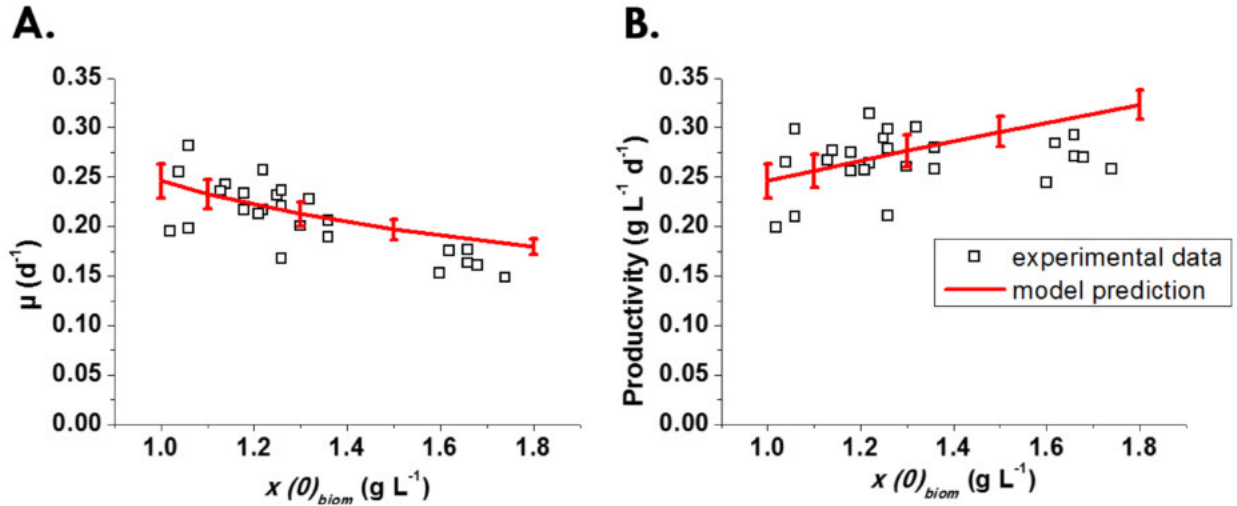 A.
0.35
0.30
0.25
0.20
0.15
0.10
0.05
0.00
μ (d⁻¹)
1.0 1.2 1.4 1.6 1.8
x (0)biom (g L⁻¹)
B.
0.35
0.30
0.25
0.20
0.15
0.10
0.05
0.00
Productivity (g L⁻¹ d⁻¹)
experimental data
model prediction
1.0 1.2 1.4 1.6 1.8
x (0)biom (g L⁻¹)